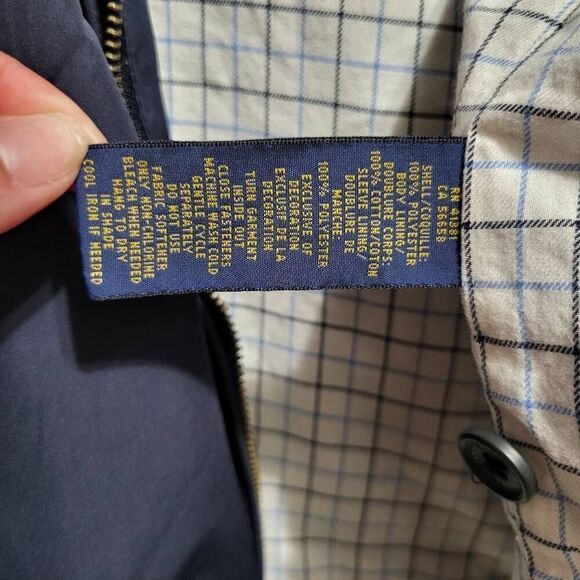 RN 41381
CA 56858
SHELL/COQUILLE
100% POLYESTER
BODY LINING/
DOUBLURE CORPS:
100% COTTON/COTON
SLEEVE LINING/
DOUBLURE DE
MANCHE
100% POLYESTER
EXCLUSIVE OF
DECORATION
EXCLUSIF DE LA
DECORATION
TURN GARMENT
INSIDE OUT
CLOSE FASTENERS
MACHINE WASH COLD
GENTLE CYCLE
SEPARATELY
DO NOT USE
FABRIC SOFTENER
ONLY NON-CHLORINE
BLEACH WHEN NEEDED
HANG TO DRY
IN SHADE
COOL IRON IF NEEDED